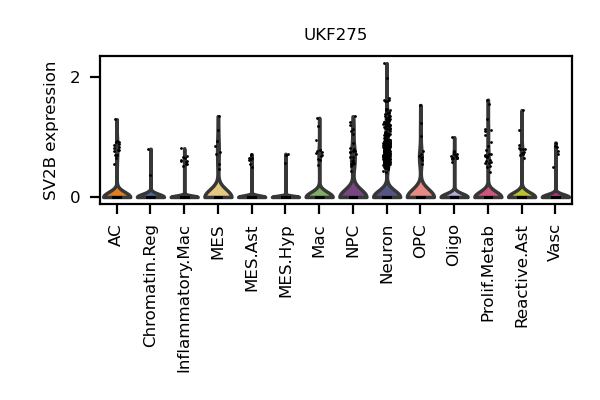 UKF275
SV2B expression
2
0
AC
Chromatin.Reg
Inflammatory.Mac
MES
MES.Ast
MES.Hyp
Mac
NPC
Neuron
OPC
Oligo
Prolif.Metab
Reactive.Ast
Vasc